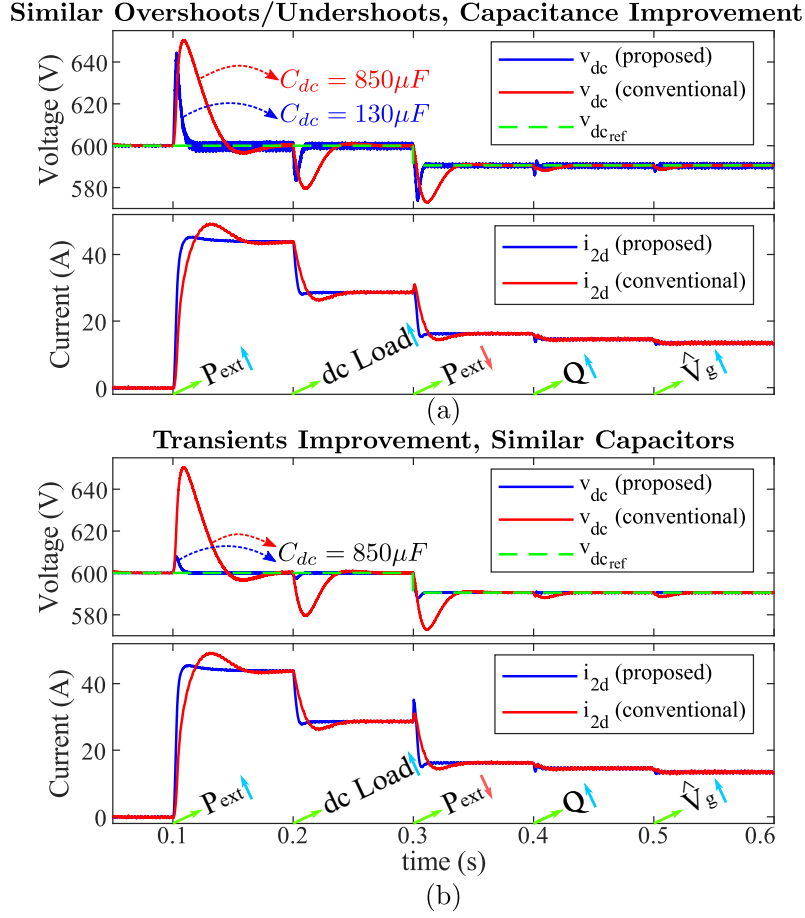 Similar Overshoots/Undershoots, Capacitance Improvement
Voltage (V)
640
620
600
580
C_dc = 850μF
C_dc = 130μF
v_dc (proposed)
v_dc (conventional)
v_dc_ref
Current (A)
40
20
0
i_2d (proposed)
i_2d (conventional)
P_ext
dc Load
P_ext
Q
V̂_g
(a)
Transients Improvement, Similar Capacitors
Voltage (V)
640
620
600
580
C_dc = 850μF
v_dc (proposed)
v_dc (conventional)
v_dc_ref
Current (A)
40
20
0
i_2d (proposed)
i_2d (conventional)
P_ext
dc Load
P_ext
Q
V̂_g
0.1 0.2 0.3 0.4 0.5 0.6
time (s)
(b)